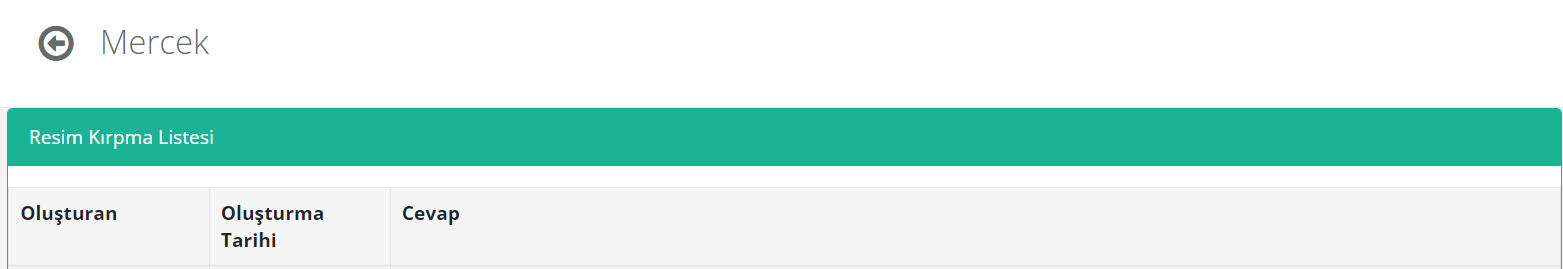 Mercek
Resim Kırpma Listesi
Oluşturan
Oluşturma
Tarihi
Cevap